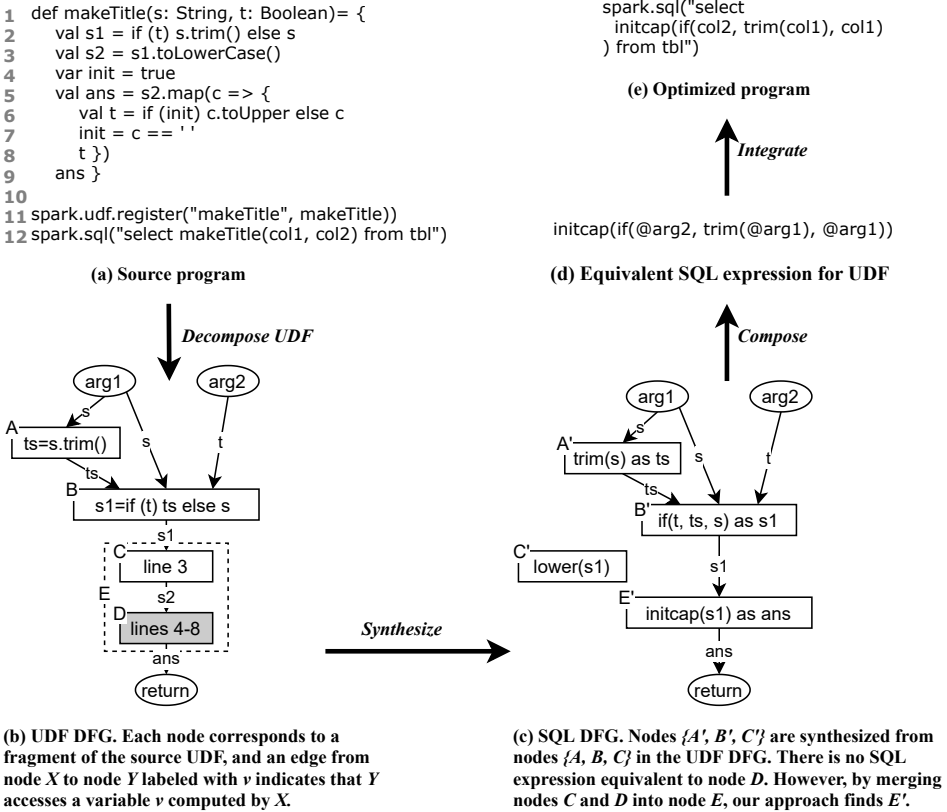 1 def makeTitle(s: String, t: Boolean)= {
2 val s1 = if (t) s.trim() else s
3 val s2 = s1.toLowerCase()
4 var init = true
5 val ans = s2.map(c => {
6 val t = if (init) c.toUpper else c
7 init = c == ' '
8 t })
9 ans }
10
11 spark.udf.register("makeTitle", makeTitle))
12 spark.sql("select makeTitle(col1, col2) from tbl")
(a) Source program
Decompose UDF
arg1
arg2
s
A
ts=s.trim()
s
t
ts
B
s1=if (t) ts else s
s1
C
line 3
E
s2
D
lines 4-8
ans
return
(b) UDF DFG. Each node corresponds to a
fragment of the source UDF, and an edge from
node X to node Y labeled with v indicates that Y
accesses a variable v computed by X.
Synthesize
spark.sql("select
initcap(if(col2, trim(col1), col1)
) from tbl")
(e) Optimized program
Integrate
initcap(if(@arg2, trim(@arg1), @arg1))
(d) Equivalent SQL expression for UDF
Compose
arg1
arg2
s
A'
trim(s) as ts
s
t
ts
B'
if(t, ts, s) as s1
C'
lower(s1)
s1
E'
initcap(s1) as ans
ans
return
(c) SQL DFG. Nodes {A', B', C'} are synthesized from
nodes {A, B, C} in the UDF DFG. There is no SQL
expression equivalent to node D. However, by merging
nodes C and D into node E, our approach finds E'.